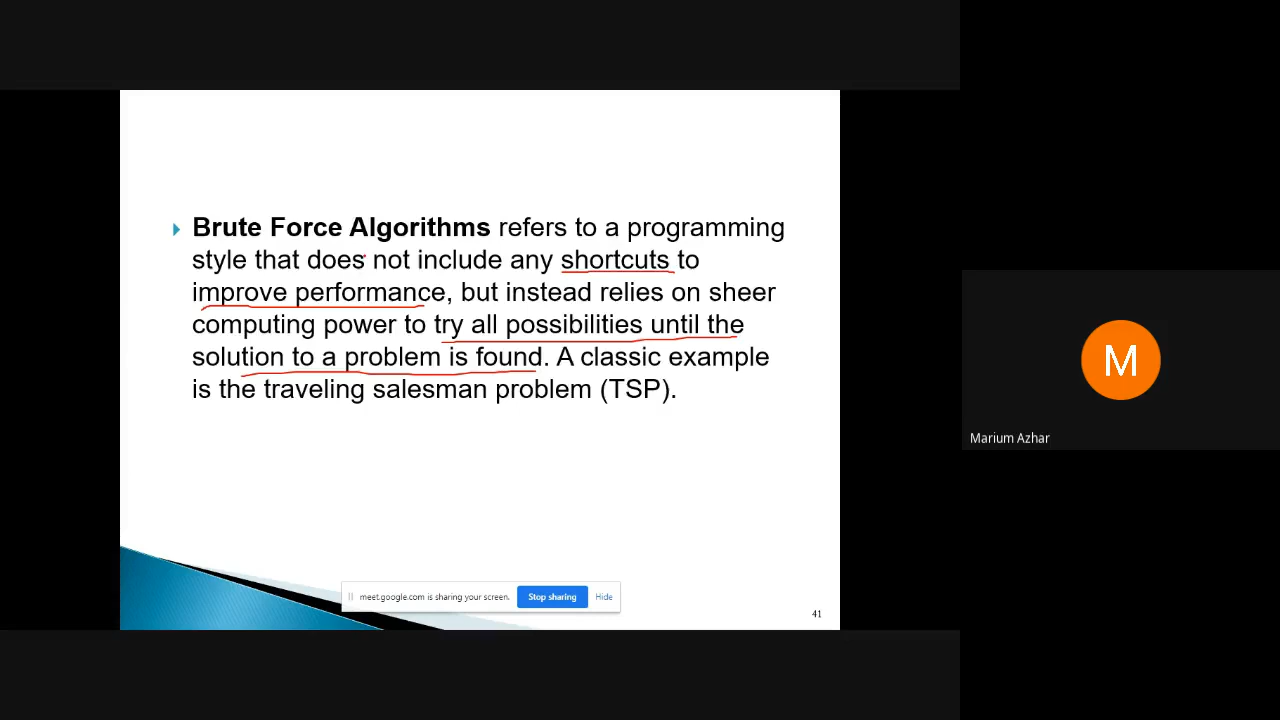 Brute Force Algorithms refers to a programming
style that does not include any shortcuts to
improve performance, but instead relies on sheer
computing power to try all possibilities until the
solution to a problem is found. A classic example
is the traveling salesman problem (TSP).
M
Marium Azhar
meet.google.com is sharing your screen. Stop sharing Hide
41